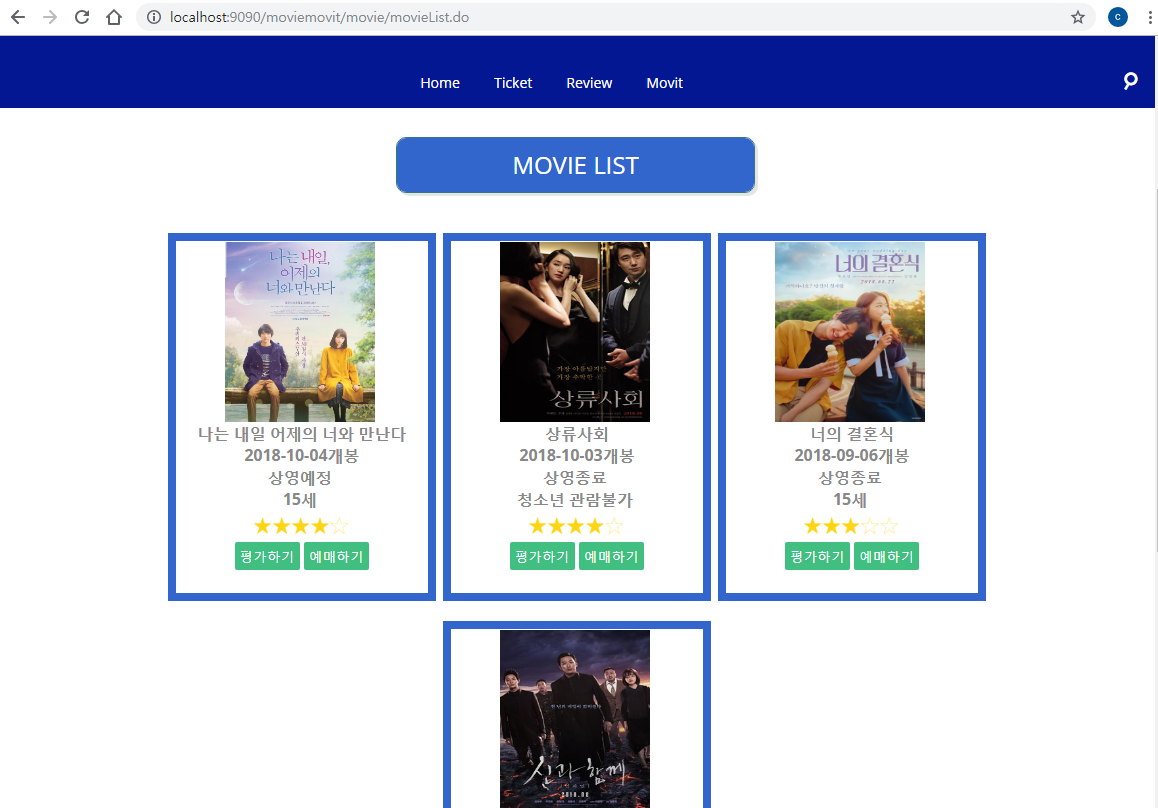 localhost:9090/moviemovit/movie/movieList.do
c
Home Ticket Review Movit
MOVIE LIST
나는 내일,
어제의
너와 만난다
나는 내일 어제의 너와 만난다
2018-10-04개봉
상영예정
15세
★★★★☆
평가하기 예매하기
가장 아름답지만
가장 추악한 곳
상류사회
상류사회
2018-10-03개봉
상영종료
청소년 관람불가
★★★★☆
평가하기 예매하기
너의 결혼식
2018.08.22
너의 결혼식
2018-09-06개봉
상영종료
15세
★★★☆☆
평가하기 예매하기
신과 함께